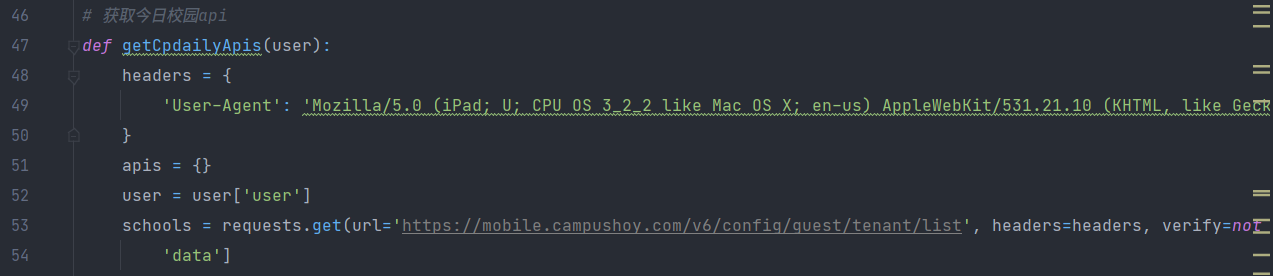 46 # 获取今日校园api
47 def getCpdailyApis(user):
48 headers = {
49 'User-Agent': 'Mozilla/5.0 (iPad; U; CPU OS 3_2_2 like Mac OS X; en-us) AppleWebKit/531.21.10 (KHTML, like Geck
50 }
51 apis = {}
52 user = user['user']
53 schools = requests.get(url='https://mobile.campushoy.com/v6/config/guest/tenant/list', headers=headers, verify=not
54 'data']